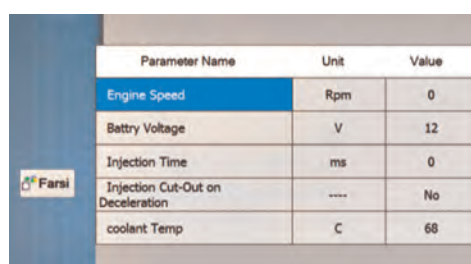 Parameter Name Unit Value
Engine Speed Rpm 0
Battry Voltage V 12
Injection Time ms 0
Farsi
Injection Cut-Out on
Deceleration ---- No
coolant Temp C 68